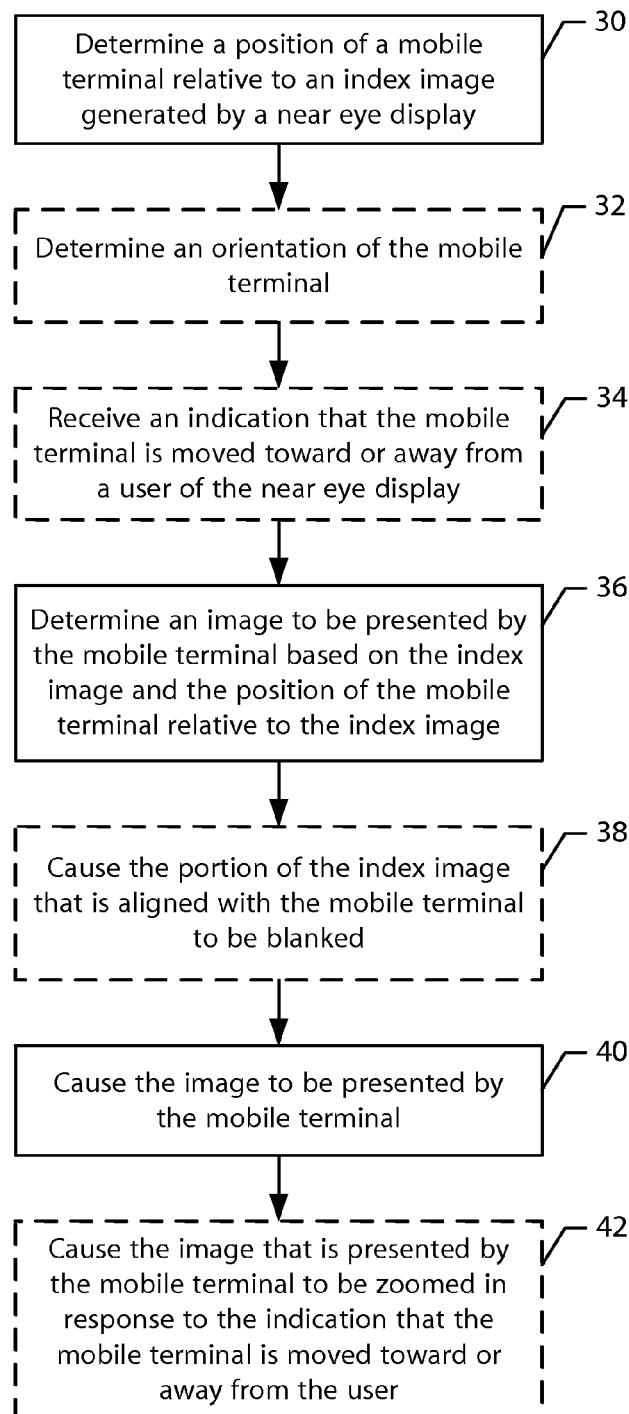 Determine a position of a mobile
terminal relative to an index image
generated by a near eye display
30
Determine an orientation of the mobile
terminal
32
Receive an indication that the mobile
terminal is moved toward or away from
a user of the near eye display
34
Determine an image to be presented by
the mobile terminal based on the index
image and the position of the mobile
terminal relative to the index image
36
Cause the portion of the index image
that is aligned with the mobile terminal
to be blanked
38
Cause the image to be presented by
the mobile terminal
40
Cause the image that is presented by
the mobile terminal to be zoomed in
response to the indication that the
mobile terminal is moved toward or
away from the user
42